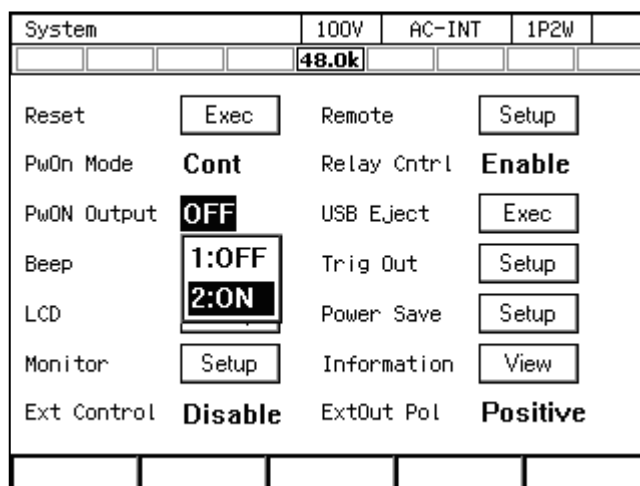 System 100V AC-INT 1P2W
48.0k
Reset Exec Remote Setup
PwOn Mode Cont Relay Cntrl Enable
PwON Output OFF USB Eject Exec
Beep 1:OFF Trig Out Setup
LCD 2:ON Power Save Setup
Monitor Setup Information View
Ext Control Disable ExtOut Pol Positive